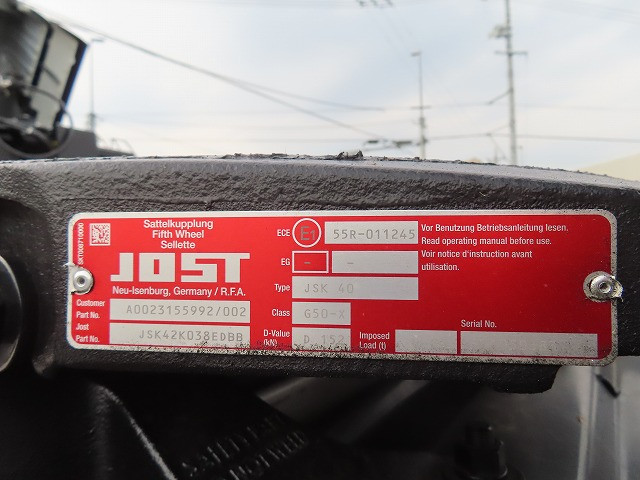 SKT000710000
Sattelkupplung
Fifth Wheel
Sellette
JOST
Neu-Isenburg, Germany / R.F.A.
Customer
Part No. A0023155992/002
Jost
Part No. JSK42K038EDBB
ECE E1 55R-011245
EG - -
Type JSK 40
Class G50-X
D-Value
(kN) D 152
Imposed
Load (t)
Serial No.
Vor Benutzung Betriebsanleitung lesen.
Read operating manual before use.
Voir notice d'instruction avant
utilisation.